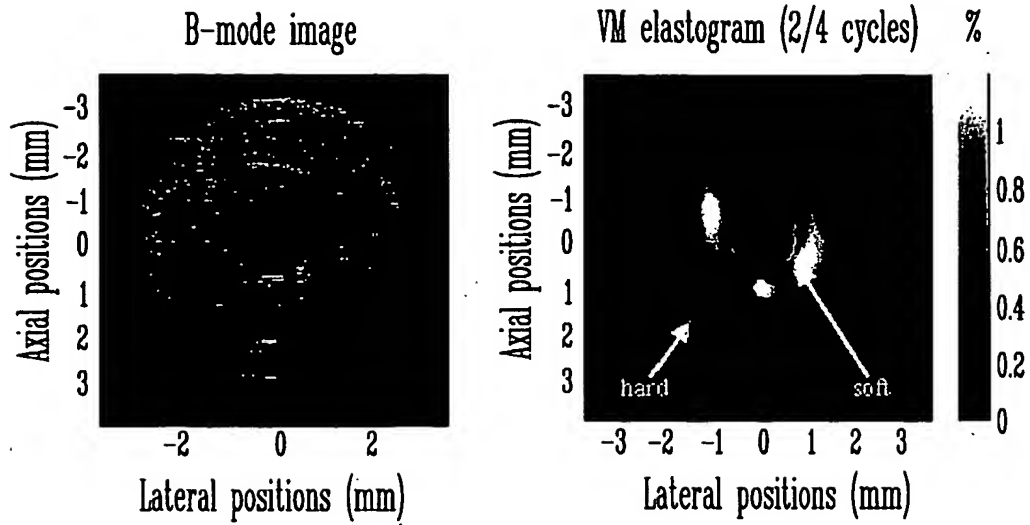 B-mode image
VM elastogram (2/4 cycles) %
Axial positions (mm)
-3
-2
-1
0
1
2
3
-2 0 2
Lateral positions (mm)
Axial positions (mm)
-3
-2
-1
0
1
2
3
hard
soft
-3 -2 -1 0 1 2 3
Lateral positions (mm)
1
0.8
0.6
0.4
0.2
0